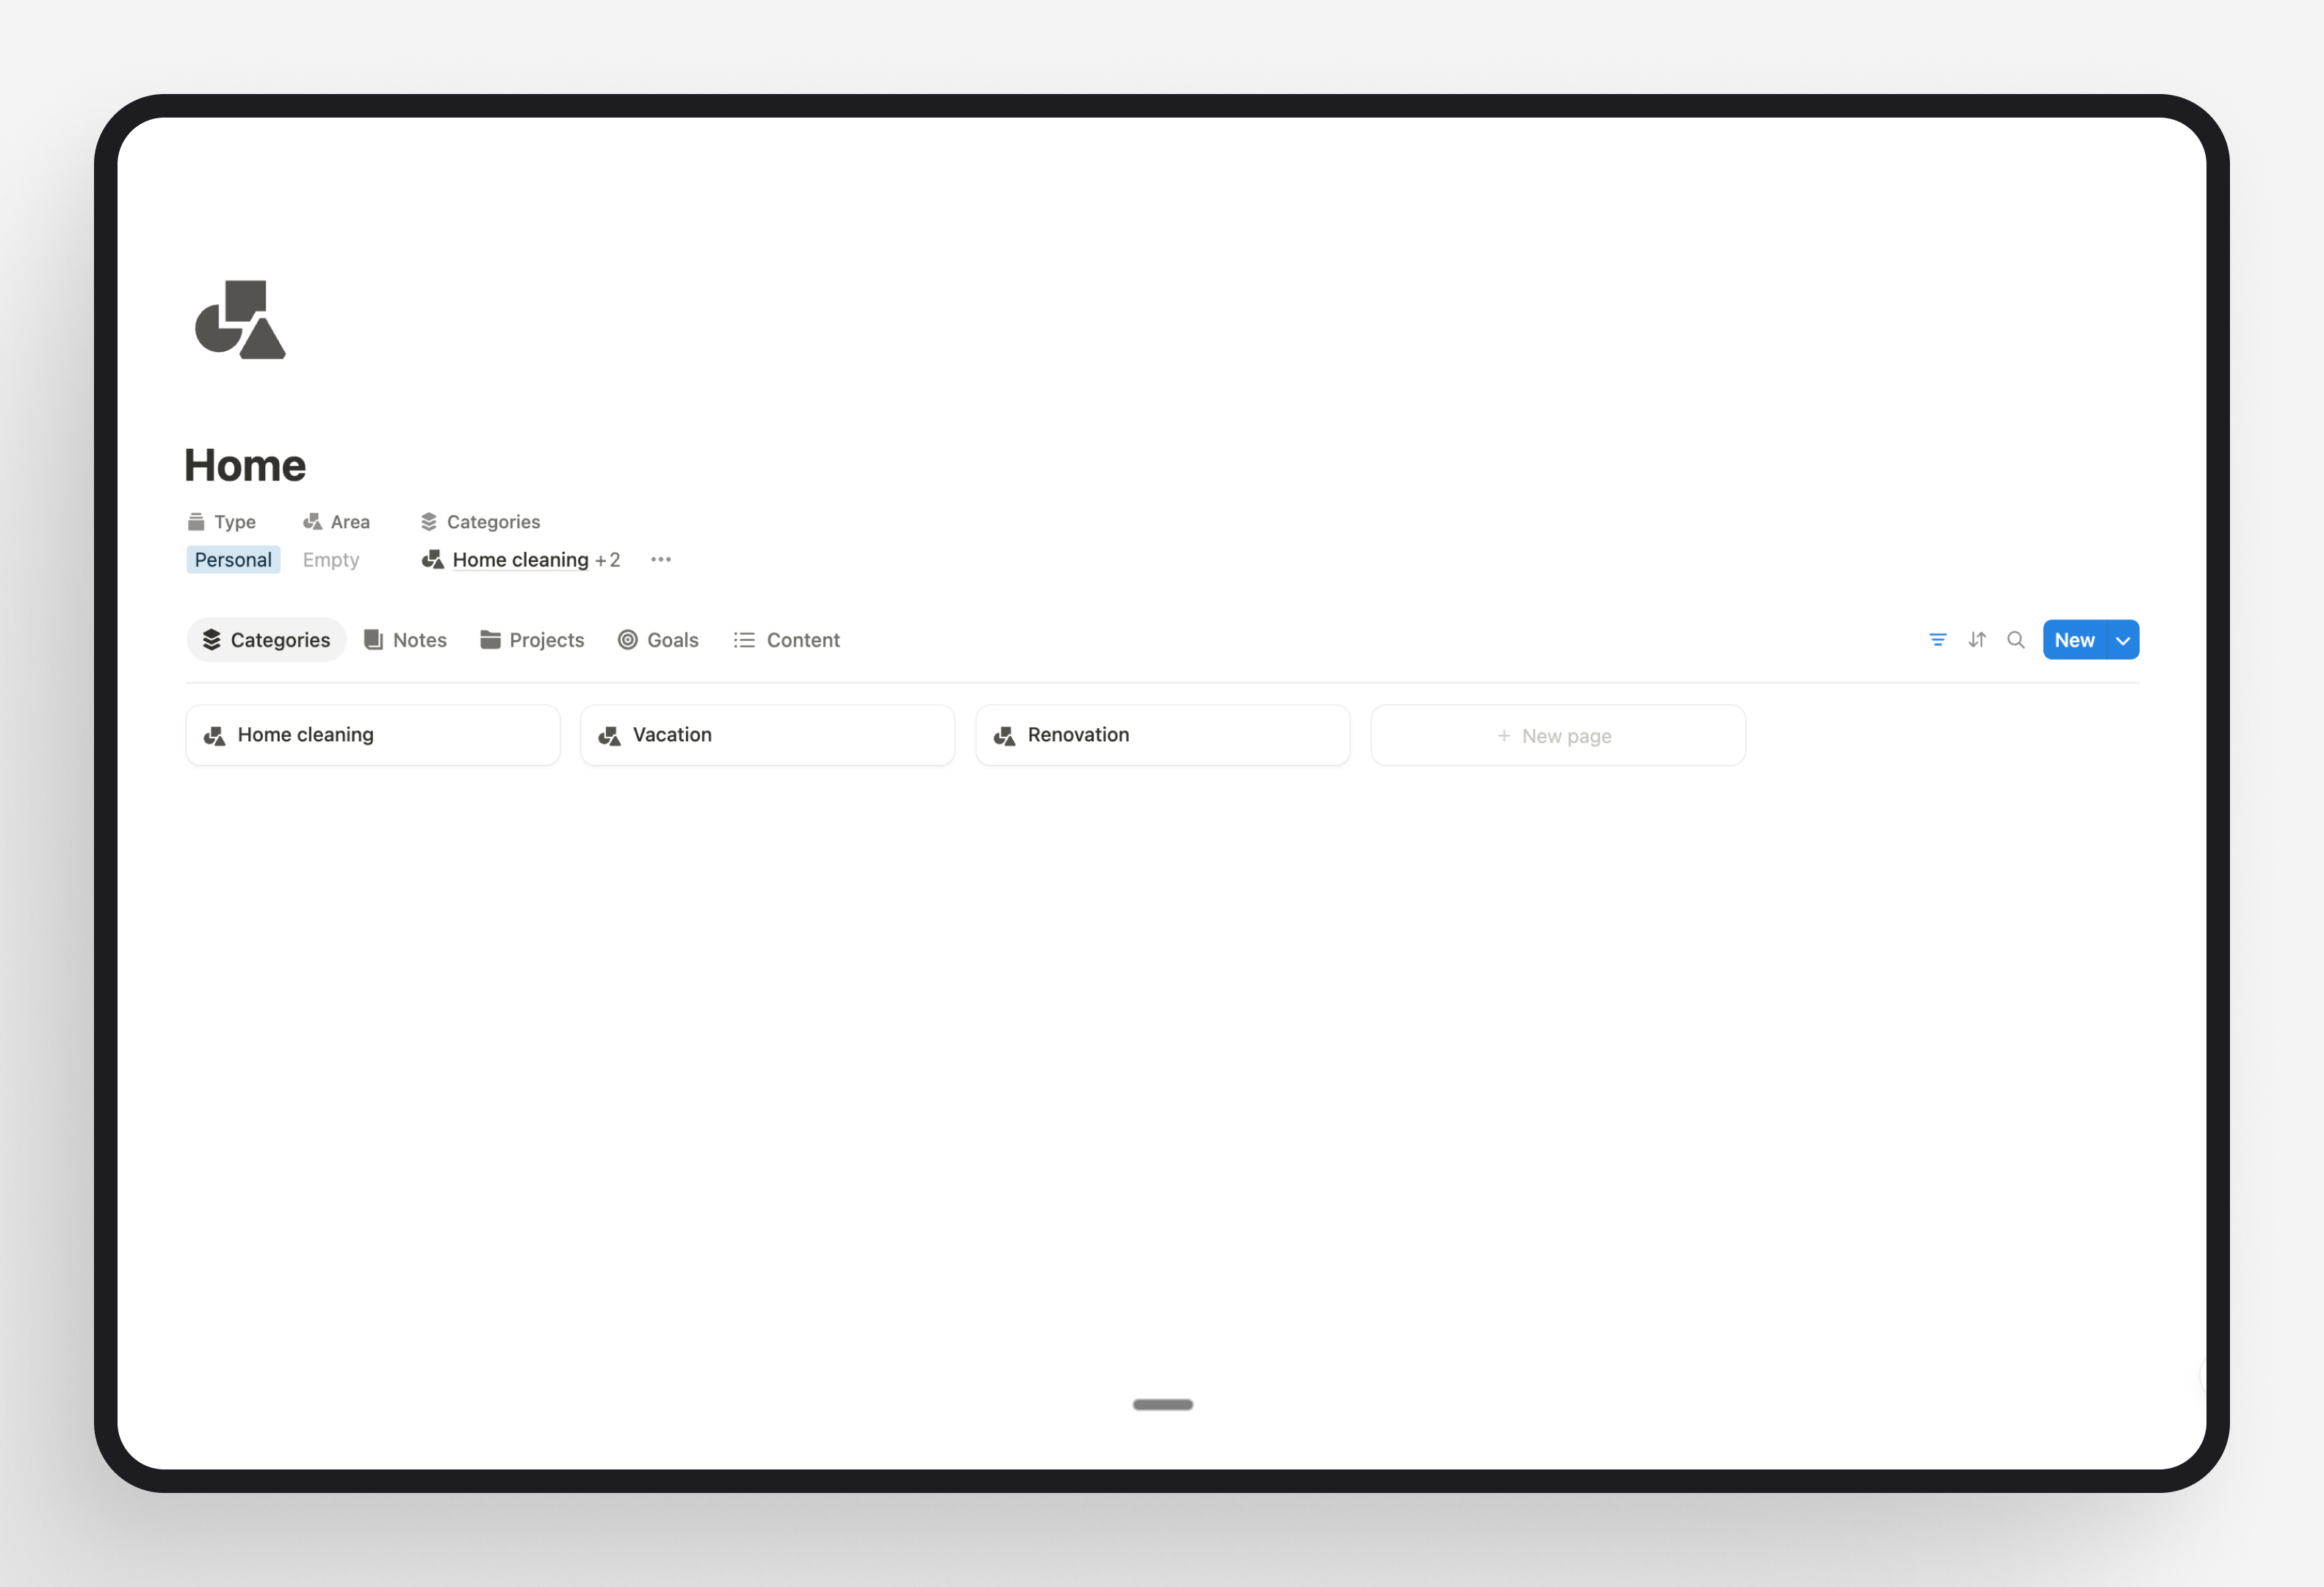 Home
Type Area Categories
Personal Empty Home cleaning +2
Categories Notes Projects Goals Content New
Home cleaning Vacation Renovation + New page